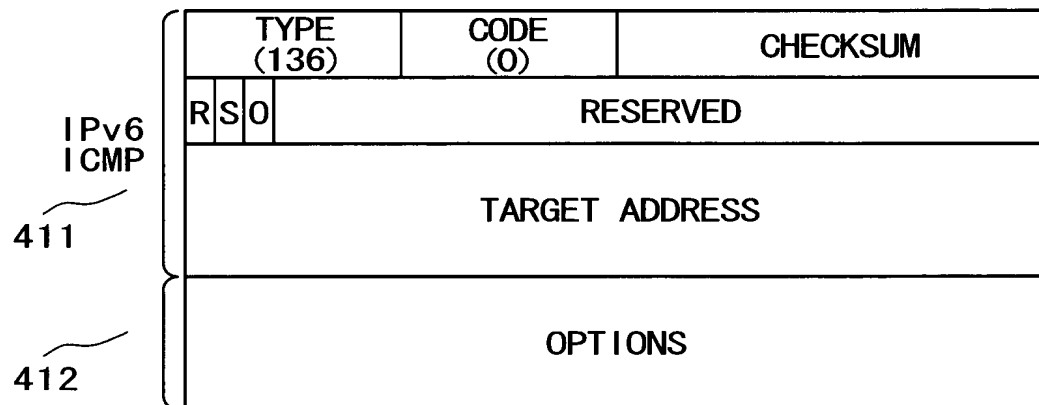 TYPE
(136)
CODE
(0)
CHECKSUM
R S O
RESERVED
IPv6
ICMP
411
TARGET ADDRESS
OPTIONS
412